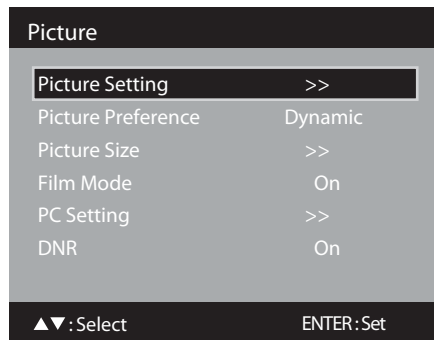 Picture
Picture Setting >>
Picture Preference Dynamic
Picture Size >>
Film Mode On
PC Setting >>
DNR On
▲▼: Select ENTER: Set